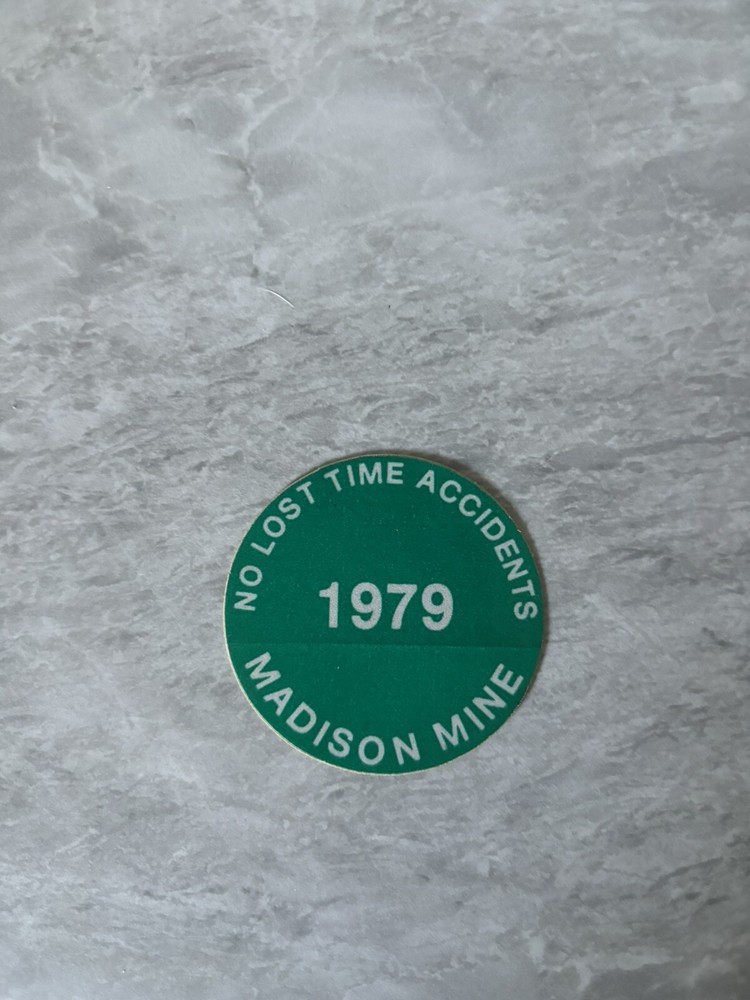 NO LOST TIME ACCIDENTS
1979
MADISON MINE